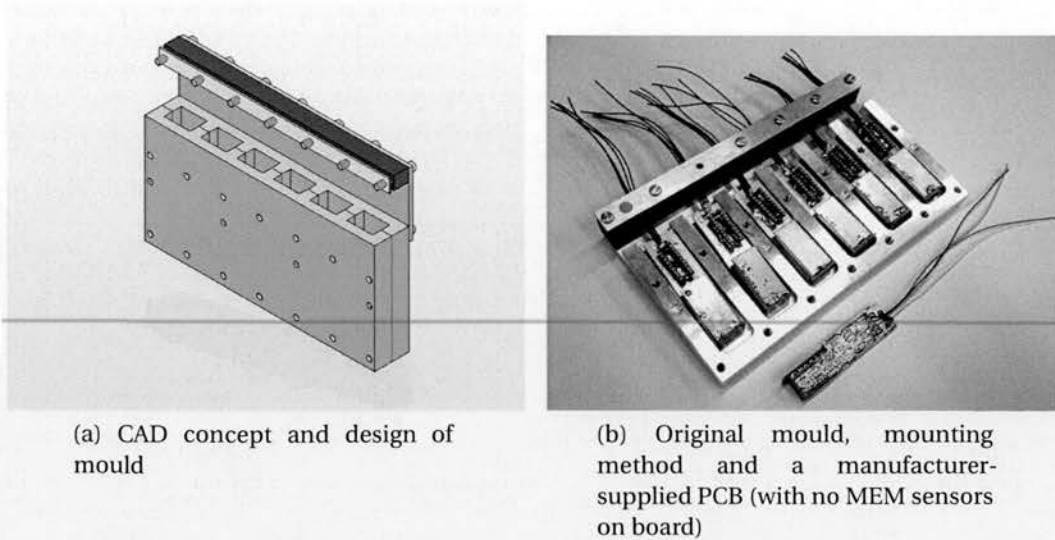 (a) CAD concept and design of
mould
(b) Original mould, mounting
method and a manufacturer-
supplied PCB (with no MEM sensors
on board)